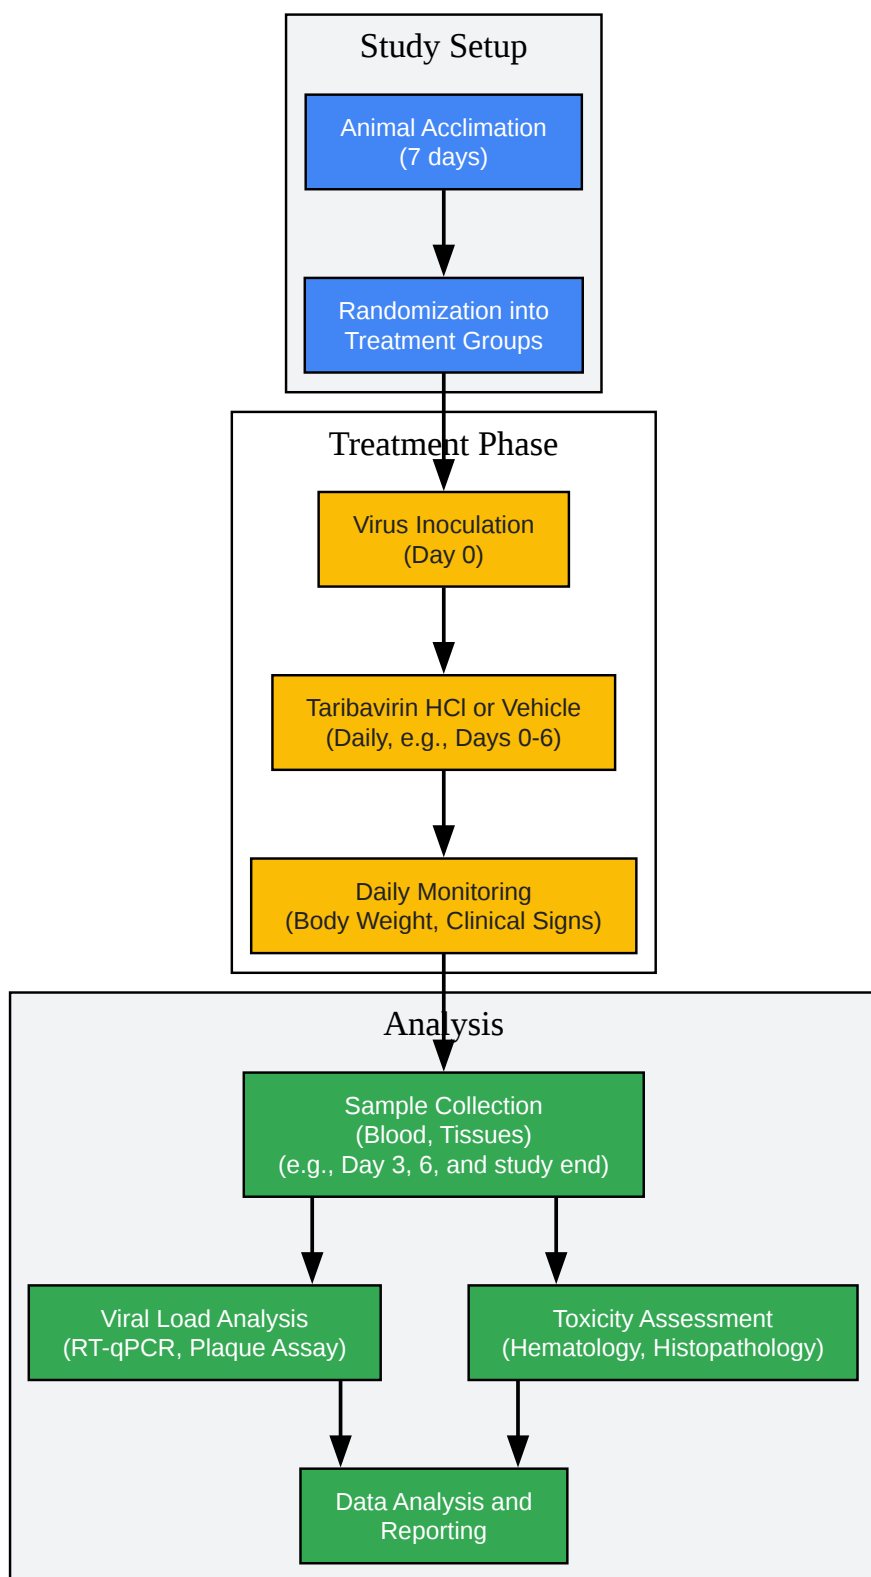 Study Setup
Animal Acclimation
(7 days)
Randomization into
Treatment Groups
Treatment Phase
Virus Inoculation
(Day 0)
Taribavirin HCl or Vehicle
(Daily, e.g., Days 0-6)
Daily Monitoring
(Body Weight, Clinical Signs)
Analysis
Sample Collection
(Blood, Tissues)
(e.g., Day 3, 6, and study end)
Viral Load Analysis
(RT-qPCR, Plaque Assay)
Toxicity Assessment
(Hematology, Histopathology)
Data Analysis and
Reporting